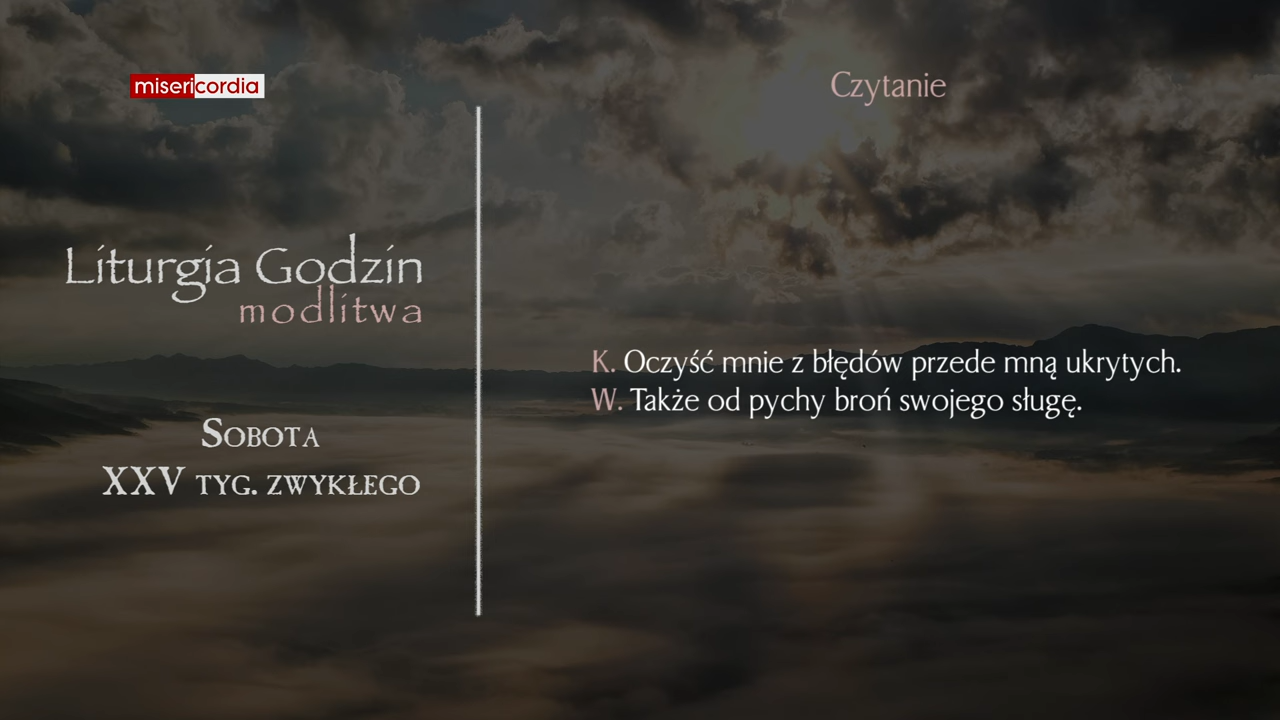 misericordia
Liturgia Godzin
modlitwa
Sobota
XXV tyg. zwykłego
Czytanie
K. Oczyść mnie z błędów przede mną ukrytych.
W. Także od pychy broń swojego sługę.